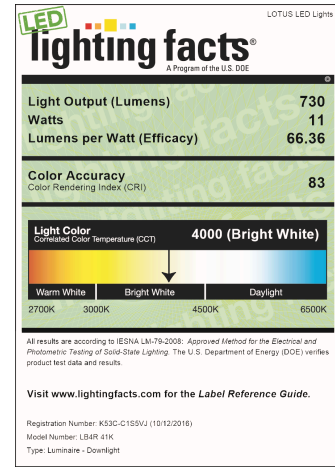 LOTUS LED Lights
LED
lighting facts®
A Program of the U.S. DOE
Light Output (Lumens) 730
Watts 11
Lumens per Watt (Efficacy) 66.36
Color Accuracy 83
Color Rendering Index (CRI)
Light Color 4000 (Bright White)
Correlated Color Temperature (CCT)
Warm White Bright White Daylight
2700K 3000K 4500K 6500K
All results are according to IESNA LM-79-2008: Approved Method for the Electrical and
Photometric Testing of Solid-State Lighting. The U.S. Department of Energy (DOE) verifies
product test data and results.
Visit www.lightingfacts.com for the Label Reference Guide.
Registration Number: K53C-C1S5VJ (10/12/2016)
Model Number: LB4R 41K
Type: Luminaire - Downlight